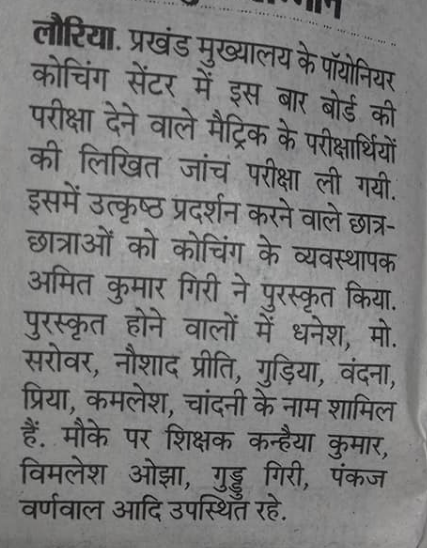 लौरिया. प्रखंड मुख्यालय के पॉयोनियर
कोचिंग सेंटर में इस बार बोर्ड की
परीक्षा देने वाले मैट्रिक के परीक्षार्थियों
की लिखित जांच परीक्षा ली गयी.
इसमें उत्कृष्ठ प्रदर्शन करने वाले छात्र-
छात्राओं को कोचिंग के व्यवस्थापक
अमित कुमार गिरी ने पुरस्कृत किया.
पुरस्कृत होने वालों में धनेश, मो.
सरोवर, नौशाद प्रीति, गुड़िया, वंदना,
प्रिया, कमलेश, चांदनी के नाम शामिल
हैं. मौके पर शिक्षक कन्हैया कुमार,
विमलेश ओझा, गुड्डु गिरी, पंकज
वर्णवाल आदि उपस्थित रहे.